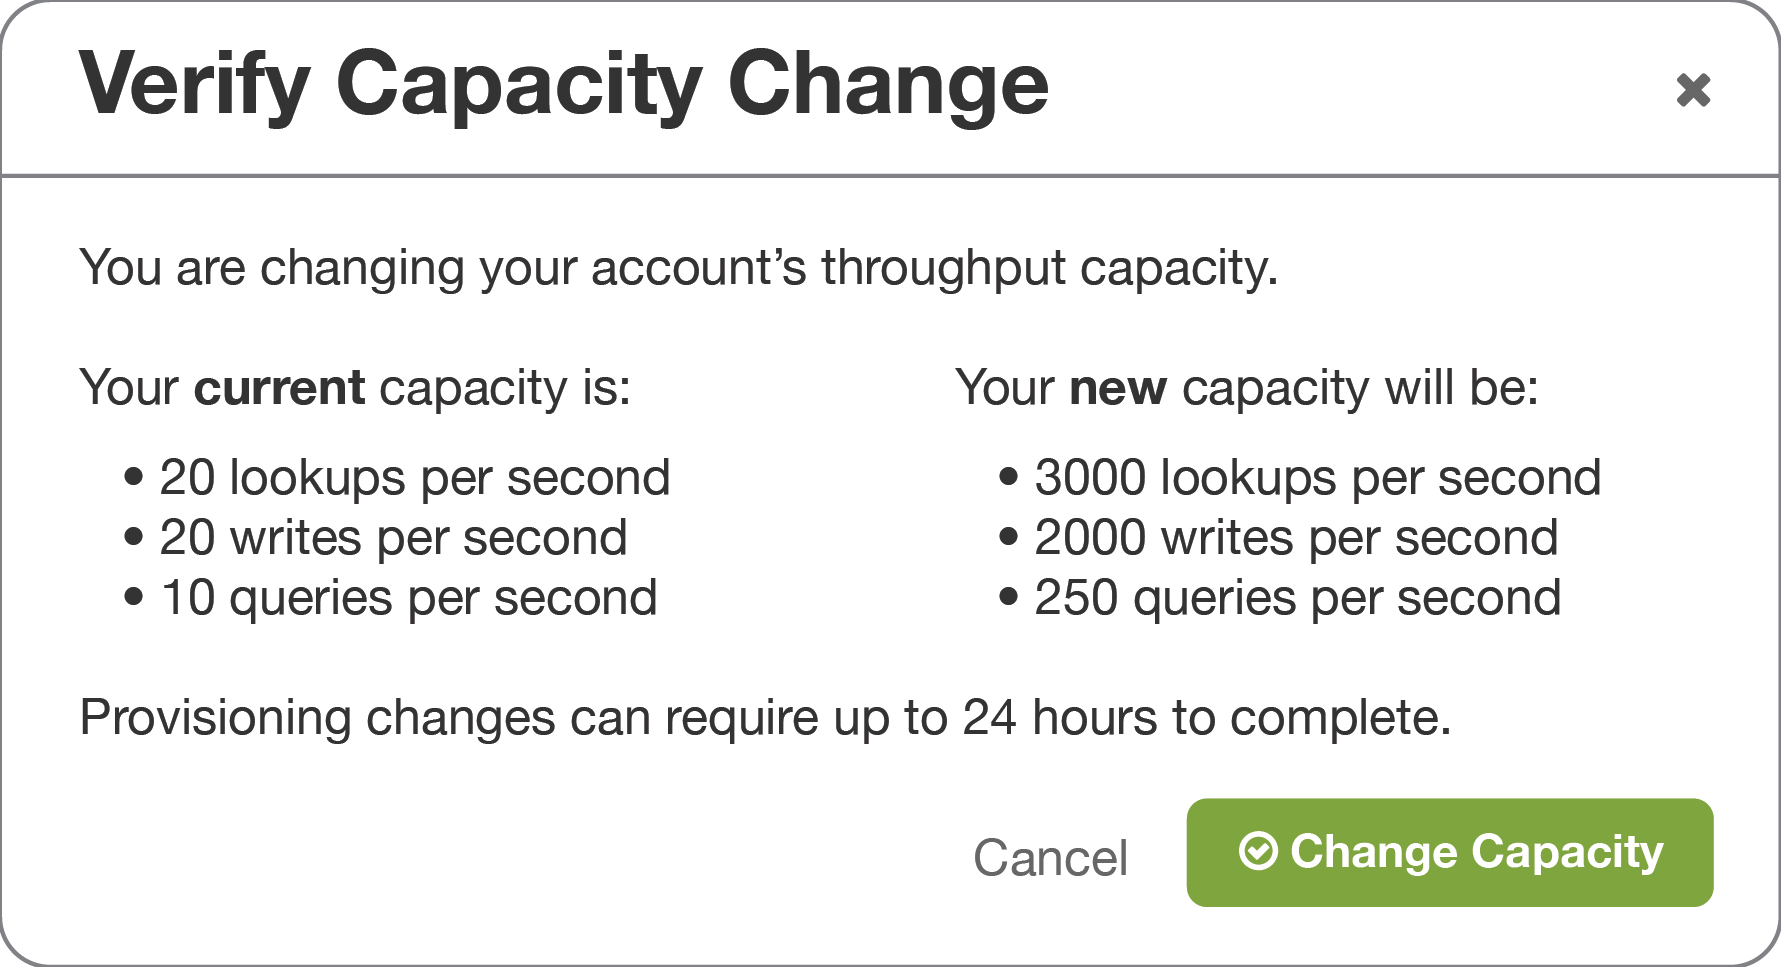 Verify Capacity Change
You are changing your account’s throughput capacity.
Your current capacity is:
• 20 lookups per second
• 20 writes per second
• 10 queries per second
Your new capacity will be:
• 3000 lookups per second
• 2000 writes per second
• 250 queries per second
Provisioning changes can require up to 24 hours to complete.
Cancel
Change Capacity